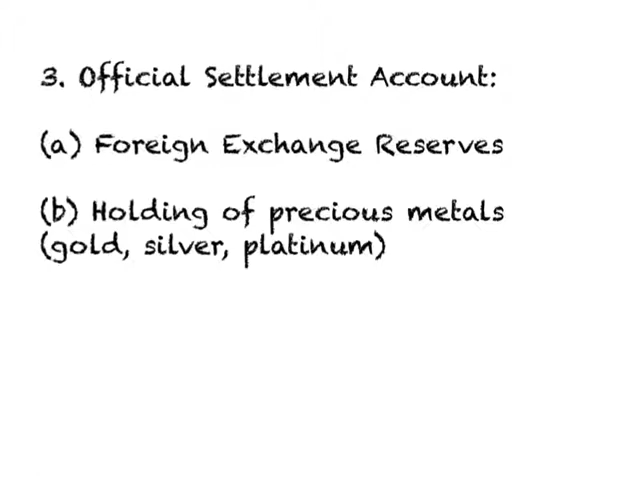 3. Official Settlement Account:
(a) Foreign Exchange Reserves
(b) Holding of precious metals
(gold, silver, platinum)